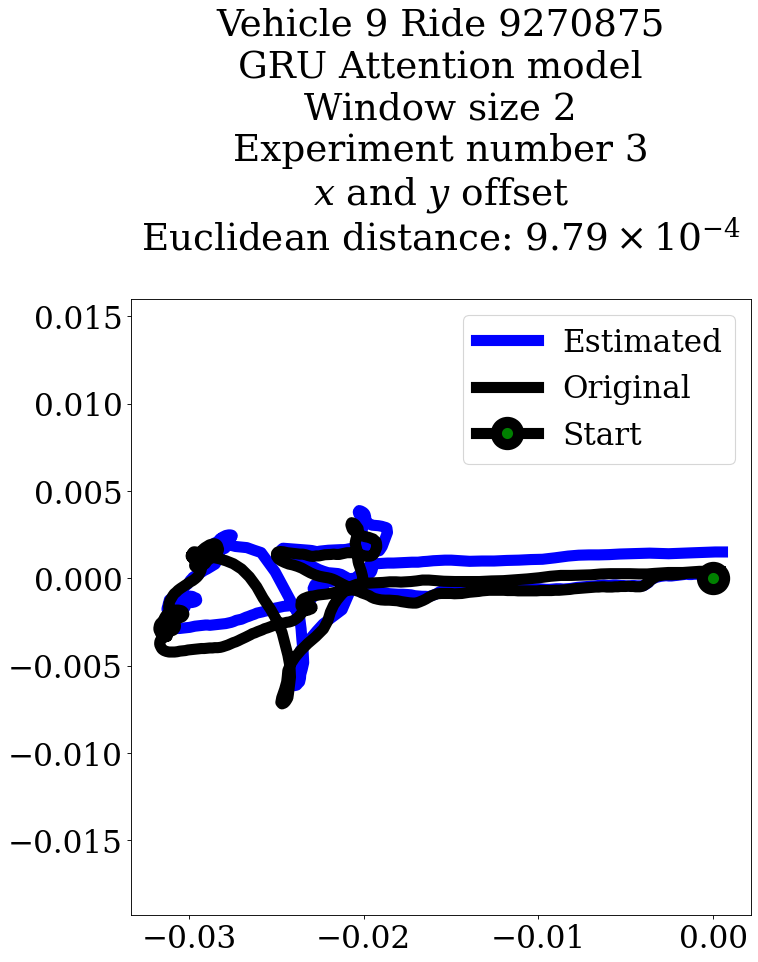 Vehicle 9 Ride 9270875
GRU Attention model
Window size 2
Experiment number 3
x and y offset
Euclidean distance: 9.79 × 10⁻⁴
Estimated
Original
Start
0.015
0.010
0.005
0.000
−0.005
−0.010
−0.015
−0.03 −0.02 −0.01 0.00